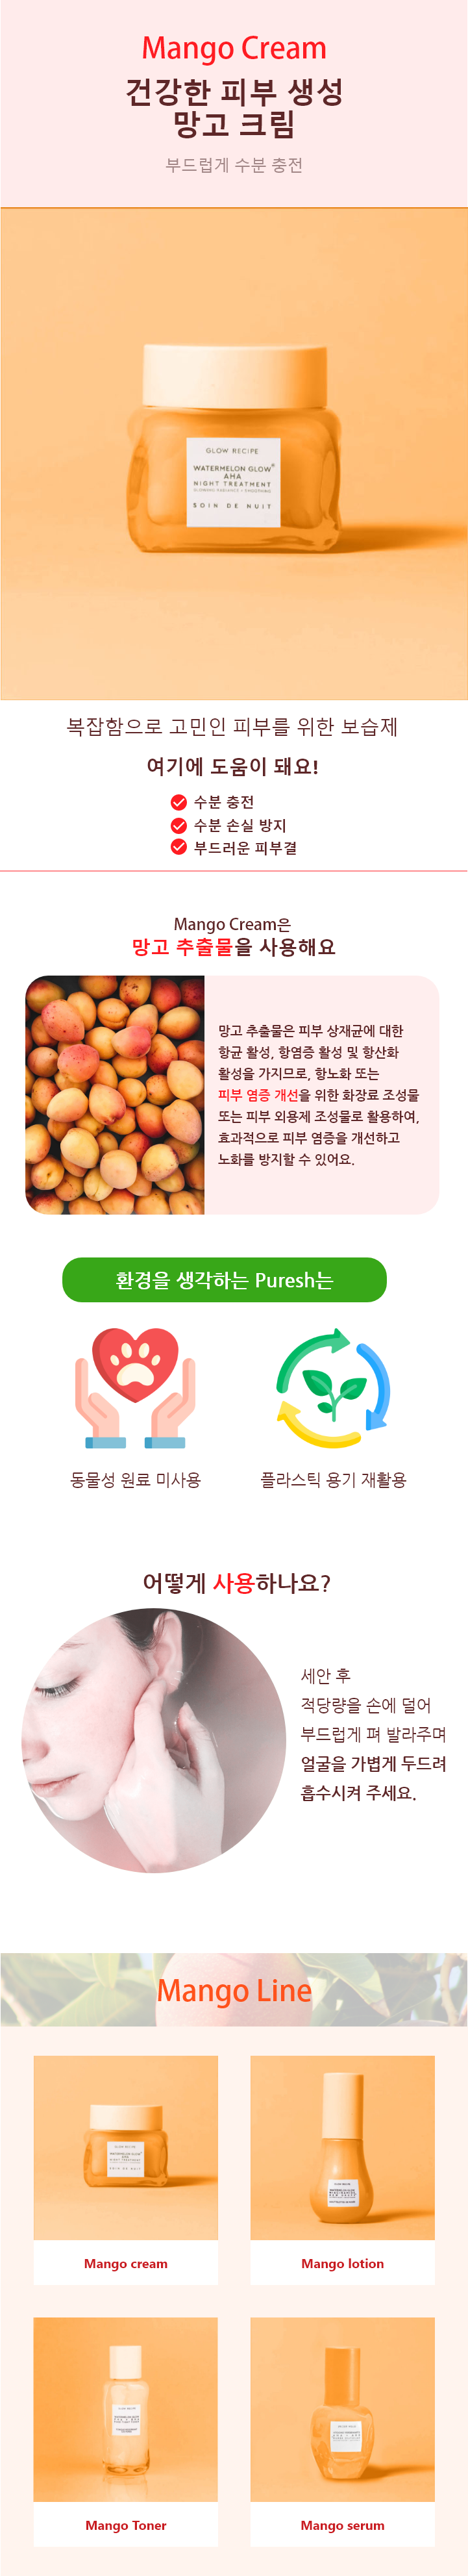 Mango Cream
건강한 피부 생성
망고 크림
부드럽게 수분 충전
GLOW RECIPE
WATERMELON GLOW®
AHA
NIGHT TREATMENT
SOIN DE NUIT
복잡함으로 고민인 피부를 위한 보습제
여기에 도움이 돼요!
수분 충전
수분 손실 방지
부드러운 피부결
Mango Cream은
망고 추출물을 사용해요
망고 추출물은 피부 상재균에 대한
항균 활성, 항염증 활성 및 항산화
활성을 가지므로, 항노화 또는
피부 염증 개선을 위한 화장료 조성물
또는 피부 외용제 조성물로 활용하여,
효과적으로 피부 염증을 개선하고
노화를 방지할 수 있어요.
환경을 생각하는 Puresh는
동물성 원료 미사용
플라스틱 용기 재활용
어떻게 사용하나요?
세안 후
적당량을 손에 덜어
부드럽게 펴 발라주며
얼굴을 가볍게 두드려
흡수시켜 주세요.
Mango Line
GLOW RECIPE
WATERMELON GLOW®
AHA
NIGHT TREATMENT
SOIN DE NUIT
GLOW RECIPE
Mango cream
Mango lotion
Mango Toner
Mango serum